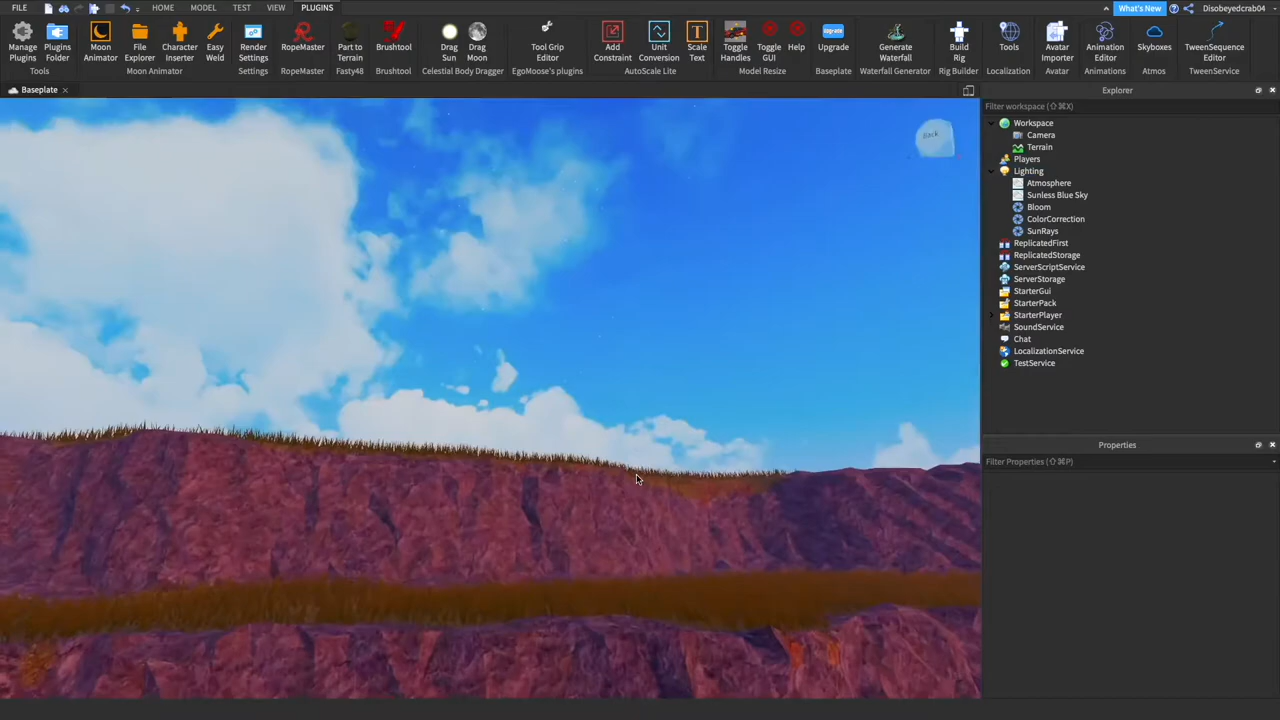 FILE HOME MODEL TEST VIEW PLUGINS What's New Disobeyedcrab04
Manage Plugins
Plugins Folder
Tools
Moon Animator
File Explorer
Character Inserter
Easy Weld
Moon Animator
Render Settings
Settings
RopeMaster
RopeMaster
Part to Terrain
Fasty48
Brushtool
Brushtool
Drag Sun
Drag Moon
Celestial Body Dragger
Tool Grip Editor
EgoMoose's plugins
Add Constraint
Unit Conversion
Scale Text
AutoScale Lite
Toggle Handles
Toggle GUI
Help
Model Resize
Upgrade
Baseplate
Generate Waterfall
Waterfall Generator
Build Rig
Rig Builder
Tools
Localization
Avatar Importer
Avatar
Animation Editor
Animations
Skyboxes
Atmos
TweenSequence Editor
TweenService
Baseplate
Back
Explorer
Filter workspace (⇧⌘X)
Workspace
Camera
Terrain
Players
Lighting
Atmosphere
Sunless Blue Sky
Bloom
ColorCorrection
SunRays
ReplicatedFirst
ReplicatedStorage
ServerScriptService
ServerStorage
StarterGui
StarterPack
StarterPlayer
SoundService
Chat
LocalizationService
TestService
Properties
Filter Properties (⇧⌘P)